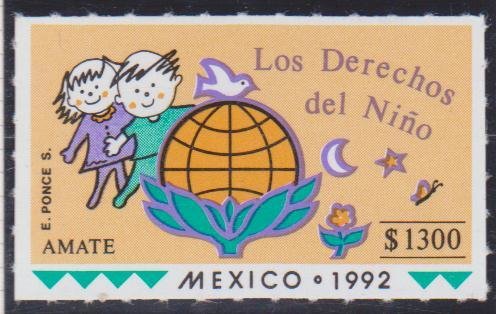 Los Derechos
del Niño
E. PONCE S.
AMATE
$1300
MEXICO • 1992